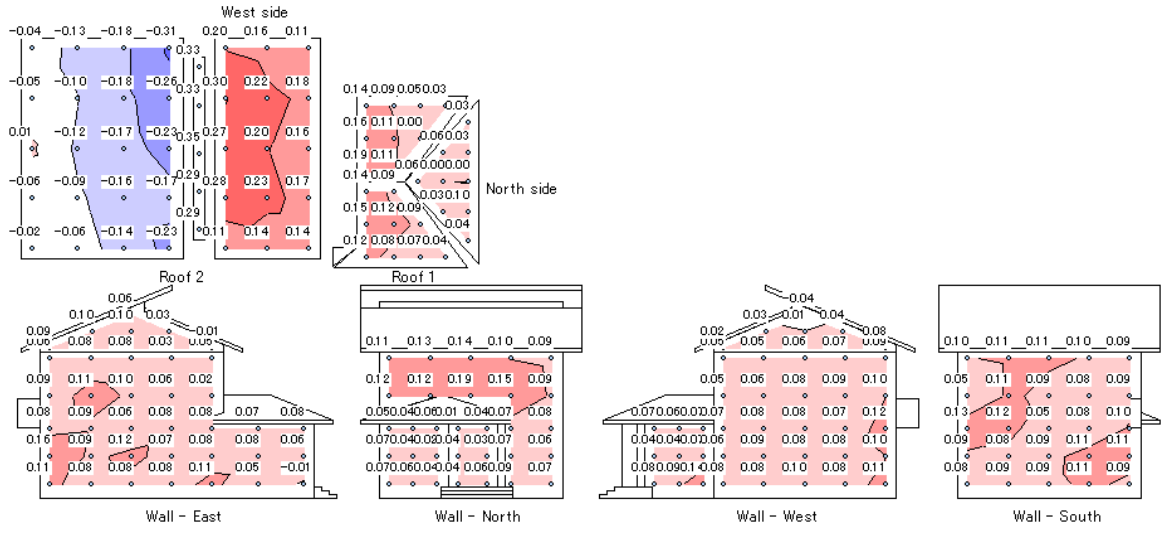 West side
-0.04 -0.13 -0.18 -0.31 0.20 0.16 0.11
0.33
-0.05 -0.10 -0.18 -0.26 0.30 0.22 0.18
0.33
0.14 0.09 0.05 0.03
0.03
0.16 0.11 0.00
0.01 -0.12 -0.17 -0.23 0.35 0.27 0.20 0.16
0.06 0.03
0.19 0.11
0.06 0.00 0.00
0.14 0.09
-0.06 -0.09 -0.16 -0.17 0.29 0.28 0.23 0.14
North side
0.03 0.10
0.15 0.12 0.09
0.29
0.04
-0.02 -0.06 -0.14 -0.23 0.11 0.14 0.14
0.12 0.08 0.07 0.04
Roof 2
Roof 1
0.06
0.10 0.10 0.03
0.09 -0.01
0.08 0.08 0.03 0.05
0.09 0.11 0.10 0.06 0.02
0.08 0.09 0.06 0.08 0.08 0.07 0.08
0.16 0.09 0.12 0.07 0.08 0.08 0.06
0.11 0.08 0.08 0.08 0.11 0.05 -0.01
Wall - East
0.11 0.13 0.14 0.10 0.09
0.12 0.12 0.19 0.15 0.09
0.05 0.04 0.06 0.01 0.04 0.07 0.08
0.07 0.04 0.02 0.04 0.03 0.07 0.06
0.07 0.06 0.04 0.04 0.06 0.09 0.07
Wall - North
-0.04
0.03 0.01 0.04
0.02 0.08
0.05 0.06 0.07
0.05 0.06 0.08 0.07 0.09 0.10
0.07 0.06 0.08 0.08 0.08 0.12
0.04 0.04 0.09 0.08 0.08 0.10
0.08 0.09 0.08 0.10 0.08 0.11
Wall - West
0.10 0.11 0.11 0.10 0.09
0.05 0.11 0.09 0.08 0.09
0.13 0.12 0.05 0.08 0.10
0.09 0.08 0.09 0.11 0.11
0.08 0.09 0.09 0.11 0.09
Wall - South